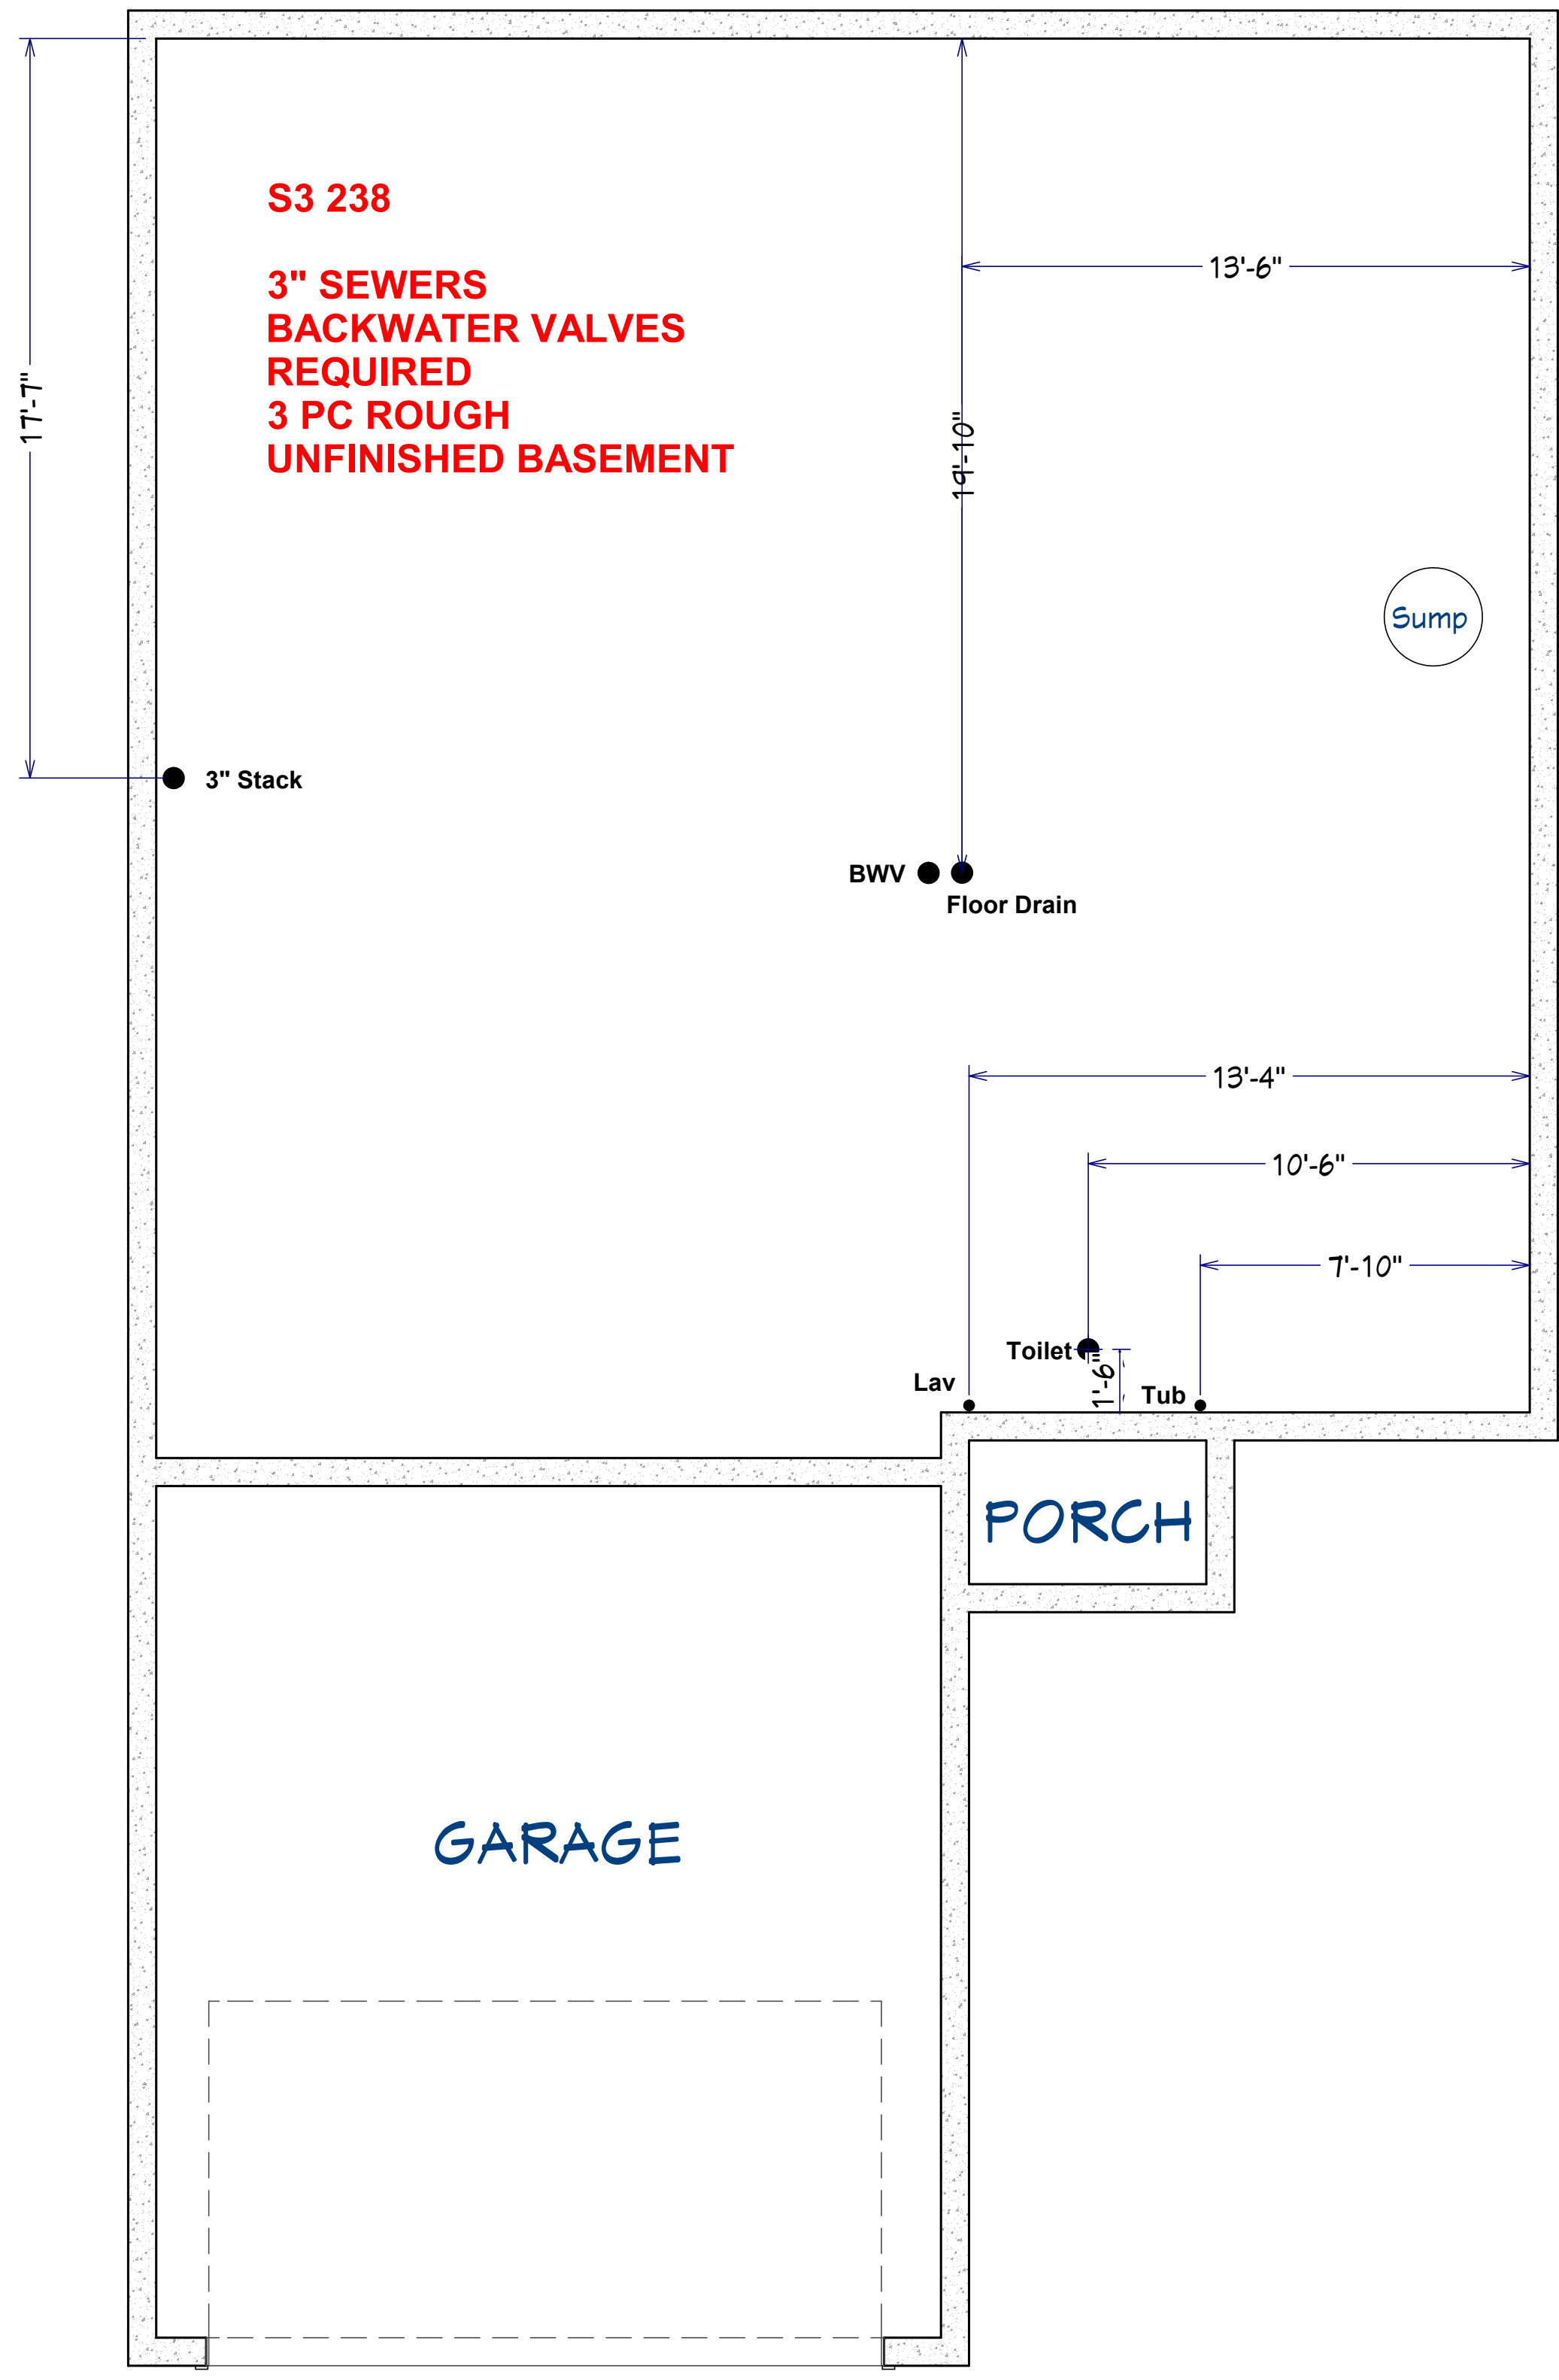 S3 238
3" SEWERS
BACKWATER VALVES
REQUIRED
3 PC ROUGH
UNFINISHED BASEMENT
13'-6"
17'-7"
19'-10"
Sump
3" Stack
BWV
Floor Drain
13'-4"
10'-6"
7'-10"
Toilet
1'-6"
Lav
Tub
PORCH
GARAGE